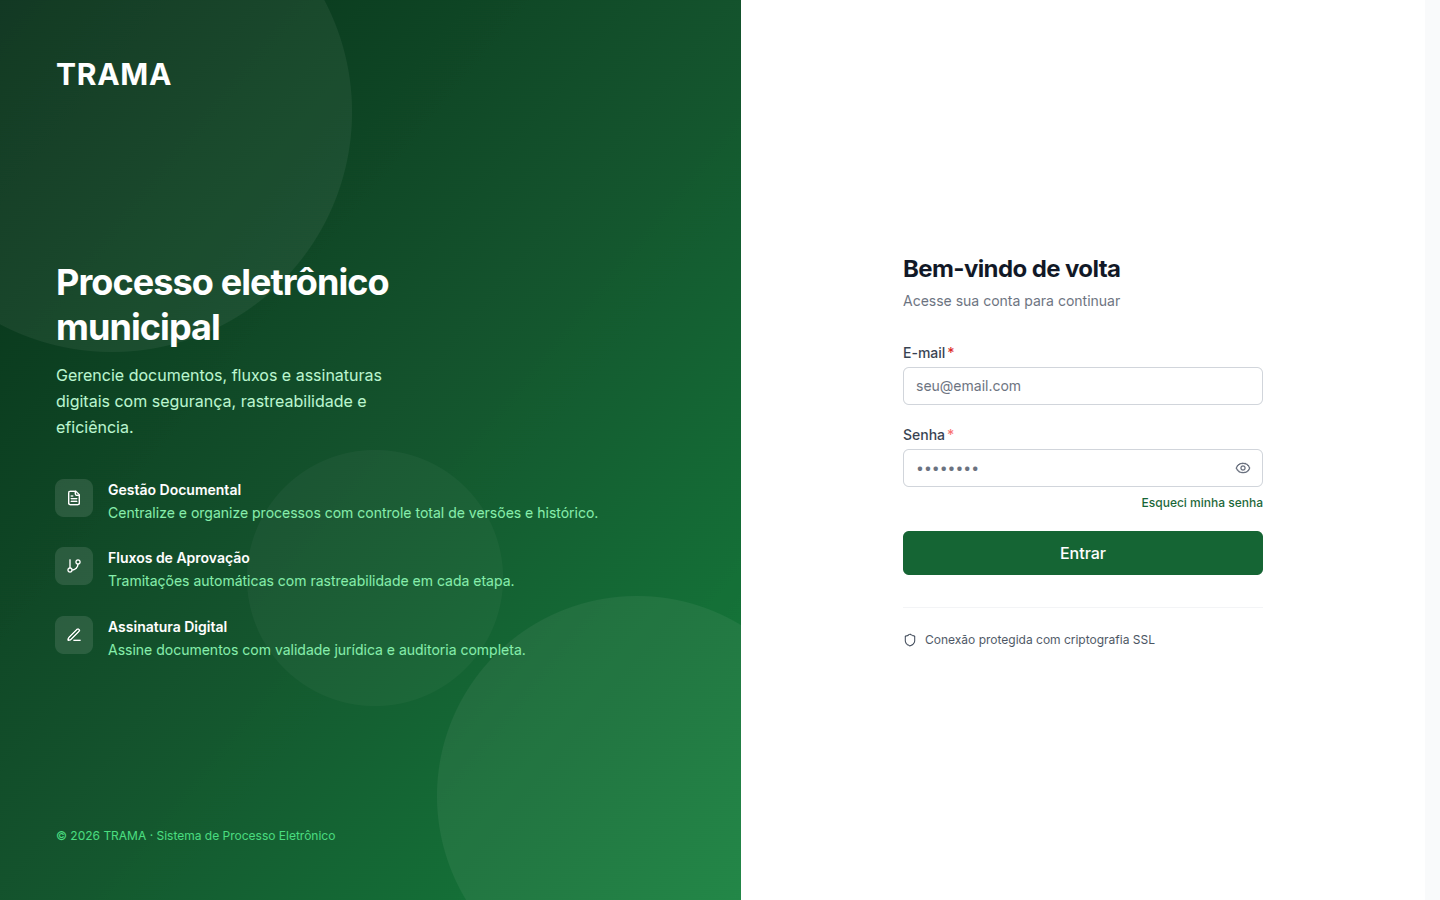 TRAMA
Processo eletrônico
municipal
Gerencie documentos, fluxos e assinaturas
digitais com segurança, rastreabilidade e
eficiência.
Gestão Documental
Centralize e organize processos com controle total de versões e histórico.
Fluxos de Aprovação
Tramitações automáticas com rastreabilidade em cada etapa.
Assinatura Digital
Assine documentos com validade jurídica e auditoria completa.
© 2026 TRAMA · Sistema de Processo Eletrônico
Bem-vindo de volta
Acesse sua conta para continuar
E-mail *
seu@email.com
Senha *
••••••••
Esqueci minha senha
Entrar
Conexão protegida com criptografia SSL